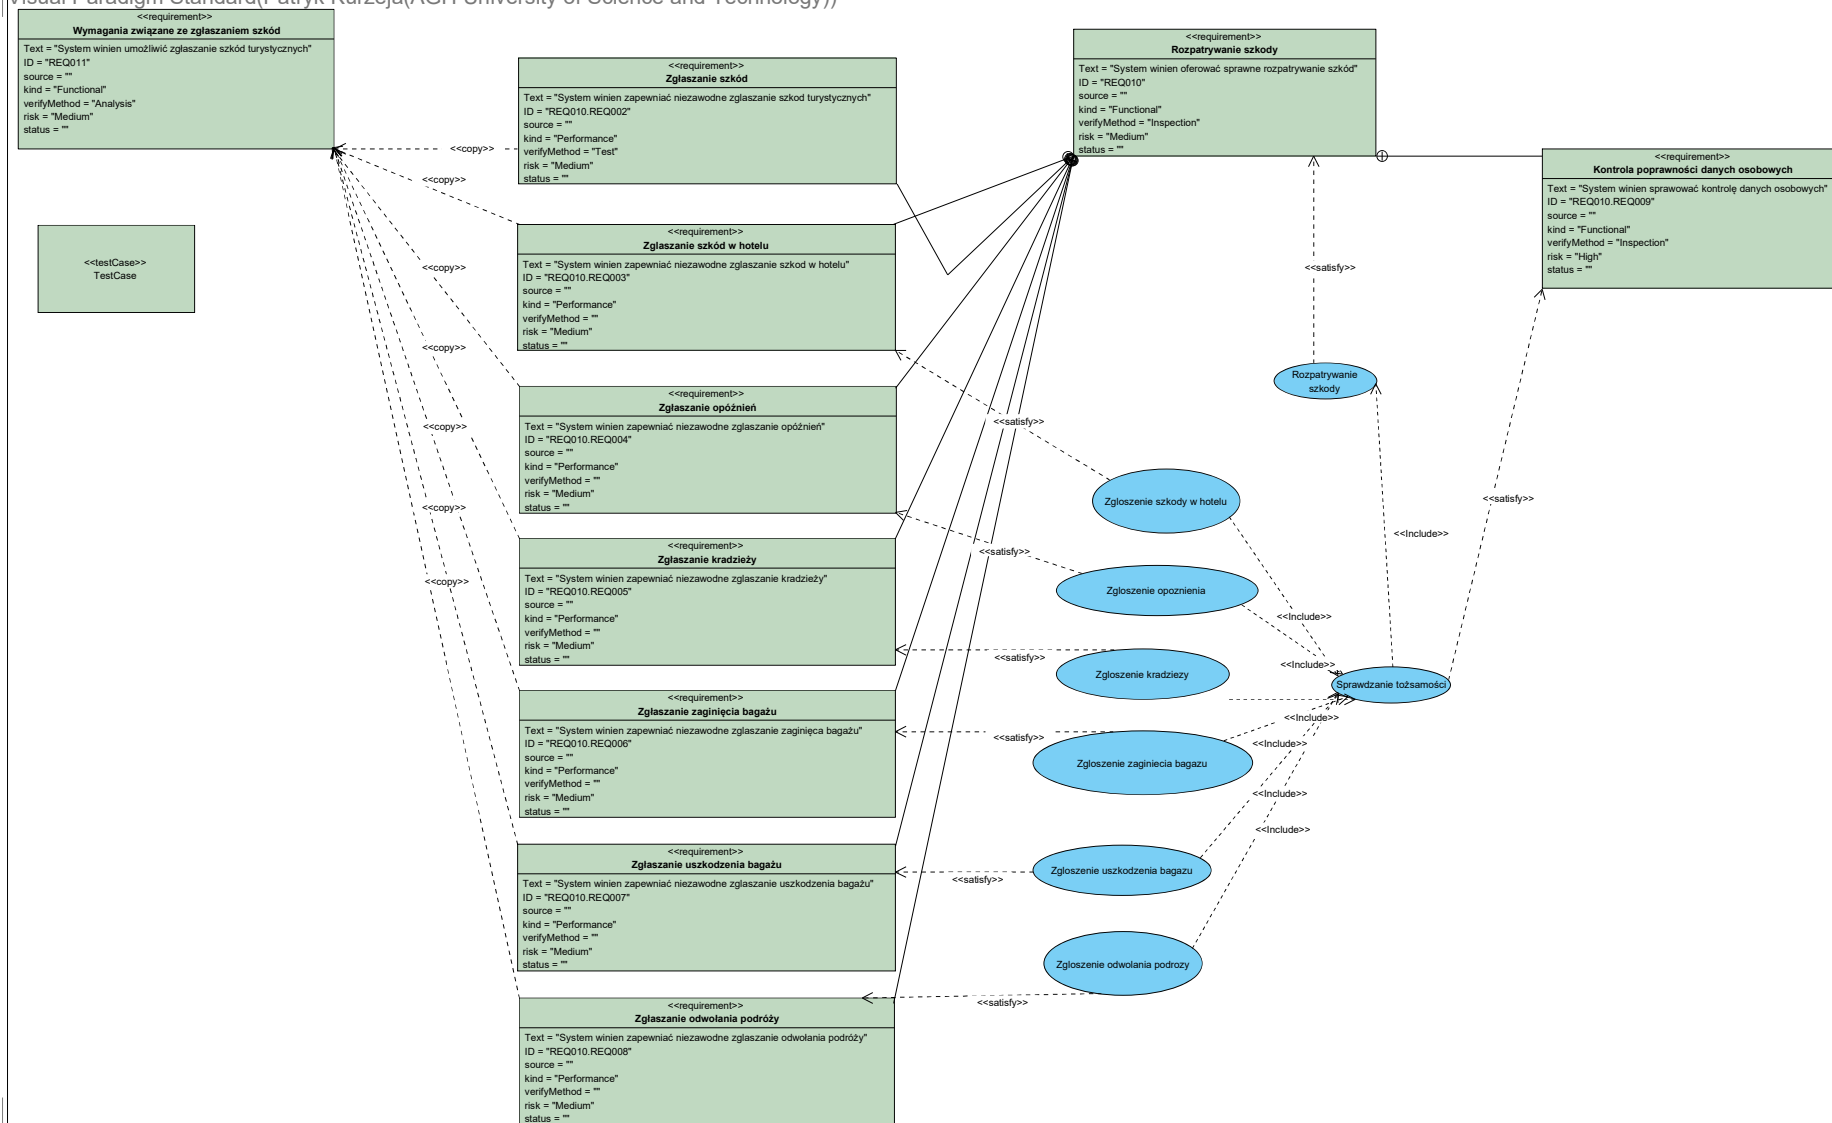 Visual Paradigm Standard(Patryk Kurzeja(AGH University of Science and Technology))
<<requirement>>
Wymagania związane ze zgłaszaniem szkód
Text = "System winien umożliwić zgłaszanie szkód turystycznych"
ID = "REQ011"
source = ""
kind = "Functional"
verifyMethod = "Analysis"
risk = "Medium"
status = ""
<<testCase>>
TestCase
<<requirement>>
Zgłaszanie szkód
Text = "System winien zapewniać niezawodne zglaszanie szkod turystycznych"
ID = "REQ010.REQ002"
source = ""
kind = "Performance"
verifyMethod = "Test"
risk = "Medium"
status = ""
<<requirement>>
Zglaszanie szkód w hotelu
Text = "System winien zapewniać niezawodne zglaszanie szkod w hotelu"
ID = "REQ010.REQ003"
source = ""
kind = "Performance"
verifyMethod = ""
risk = "Medium"
status = ""
<<requirement>>
Zgłaszanie opóźnień
Text = "System winien zapewniać niezawodne zglaszanie opóźnień"
ID = "REQ010.REQ004"
source = ""
kind = "Performance"
verifyMethod = ""
risk = "Medium"
status = ""
<<requirement>>
Zgłaszanie kradzieży
Text = "System winien zapewniać niezawodne zglaszanie kradzieży"
ID = "REQ010.REQ005"
source = ""
kind = "Performance"
verifyMethod = ""
risk = "Medium"
status = ""
<<requirement>>
Zgłaszanie zaginięcia bagażu
Text = "System winien zapewniać niezawodne zglaszanie zaginięca bagażu"
ID = "REQ010.REQ006"
source = ""
kind = "Performance"
verifyMethod = ""
risk = "Medium"
status = ""
<<requirement>>
Zgłaszanie uszkodzenia bagażu
Text = "System winien zapewniać niezawodne zglaszanie uszkodzenia bagażu"
ID = "REQ010.REQ007"
source = ""
kind = "Performance"
verifyMethod = ""
risk = "Medium"
status = ""
<<requirement>>
Zgłaszanie odwołania podróży
Text = "System winien zapewniać niezawodne zglaszanie odwołania podróży"
ID = "REQ010.REQ008"
source = ""
kind = "Performance"
verifyMethod = ""
risk = "Medium"
status = ""
<<copy>>
<<copy>>
<<copy>>
<<copy>>
<<copy>>
<<copy>>
<<copy>>
<<requirement>>
Rozpatrywanie szkody
Text = "System winien oferować sprawne rozpatrywanie szkód"
ID = "REQ010"
source = ""
kind = "Functional"
verifyMethod = "Inspection"
risk = "Medium"
status = ""
<<requirement>>
Kontrola poprawności danych osobowych
Text = "System winien sprawować kontrolę danych osobowych"
ID = "REQ010.REQ009"
source = ""
kind = "Functional"
verifyMethod = "Inspection"
risk = "High"
status = ""
<<satisfy>>
Rozpatrywanie
szkody
<<satisfy>>
Zgloszenie szkody w hotelu
<<satisfy>>
<<Include>>
<<satisfy>>
Zgloszenie opoznienia
<<Include>>
<<satisfy>>
<<Include>>
Zgloszenie kradziezy
Sprawdzanie tożsamości
<<Include>>
<<satisfy>>
<<Include>>
Zgloszenie zaginiecia bagazu
<<Include>>
<<Include>>
Zgloszenie uszkodzenia bagazu
<<satisfy>>
Zgloszenie odwolania podrozy
<<satisfy>>